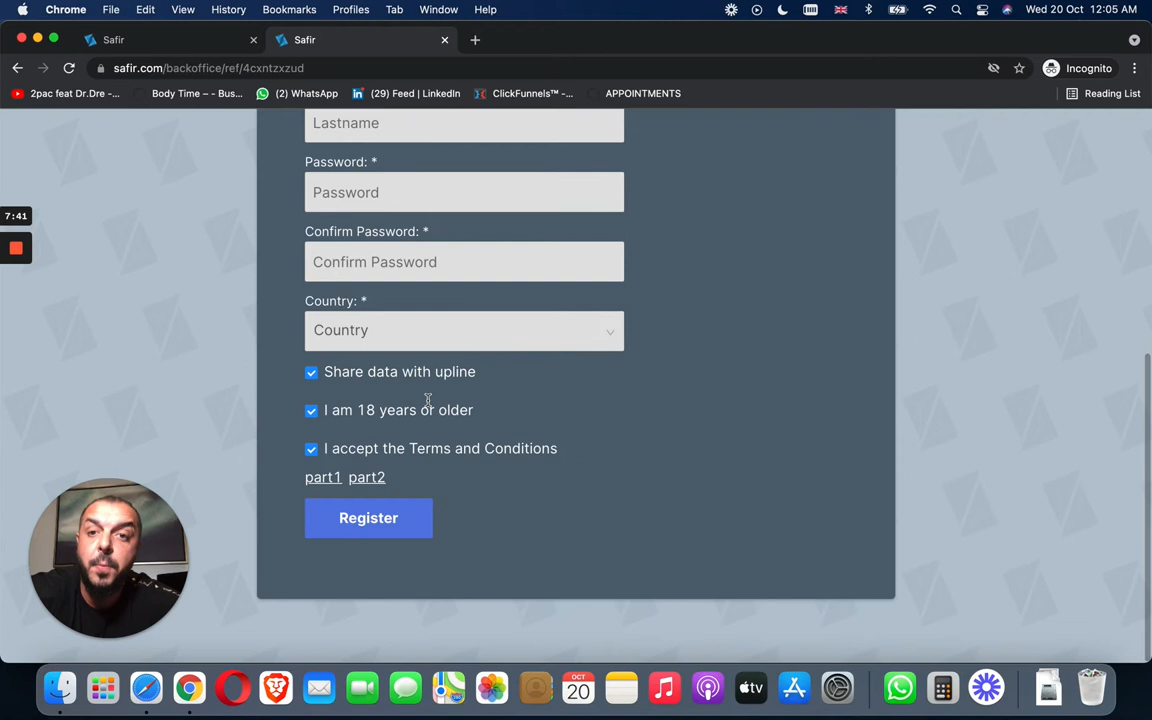 Chrome File Edit View History Bookmarks Profiles Tab Window Help Wed 20 Oct 12:05 AM
Safir Safir
safir.com/backoffice/ref/4cxntzxzud Incognito
2pac feat Dr.Dre -... Body Time – - Bus... (2) WhatsApp (29) Feed | LinkedIn ClickFunnels™ -... APPOINTMENTS Reading List
Lastname
Password: *
Password
7:41
Confirm Password: *
Confirm Password
Country: *
Country
Share data with upline
I am 18 years or older
I accept the Terms and Conditions
part1 part2
Register
OCT
20
tv